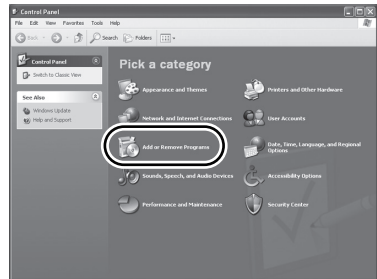 Control Panel
File Edit View Favorites Tools Help
Back Search Folders
Control Panel
Switch to Classic View
See Also
Windows Update
Help and Support
Pick a category
Appearance and Themes
Printers and Other Hardware
Network and Internet Connections
User Accounts
Add or Remove Programs
Date, Time, Language, and Regional
Options
Sounds, Speech, and Audio Devices
Accessibility Options
Performance and Maintenance
Security Center